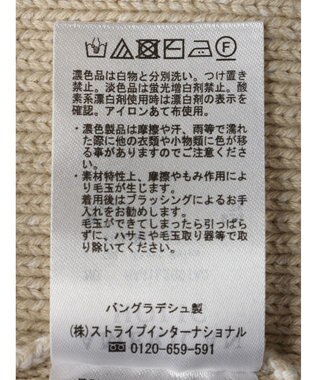 濃色品は白物と分別洗い。つけ置き
禁止。淡色は蛍光増白剤禁止。酸
素系漂白剤使用時は漂白剤の表示を
確認。アイロンあて布使用。
・濃色製品は摩擦や汗、雨等で濡れ
た際に他の衣類や小物類に色が移
る事がありますのでご注意くださ
い。
・素材特性上、摩擦やもみ作用によ
り毛玉が生じます。
着用後はブラッシングによるお手
入れをお勧めします。
毛玉ができてしまったら引っぱら
ずに、ハサミや毛玉取り器等で取
り除いてください。
バングラデシュ製
(株)ストライプインターナショナル
0120-659-591